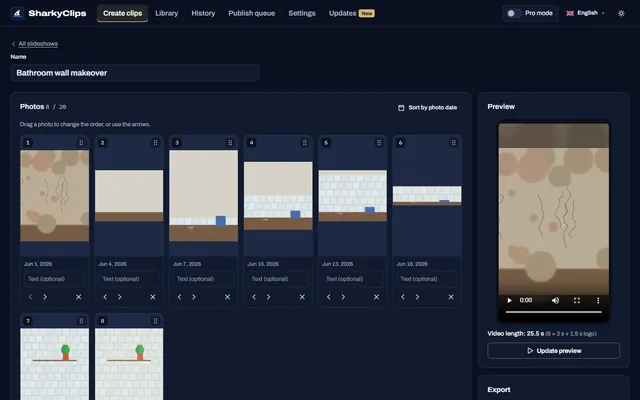 SharkyClips
Create clips
Library
History
Publish queue
Settings
Updates New
Pro mode
English
All slideshows
Name
Bathroom wall makeover
Photos 8 / 20
Sort by photo date
Drag a photo to change the order, or use the arrows.
1
2
3
4
5
6
Jun 1, 2026
Jun 4, 2026
Jun 7, 2026
Jun 10, 2026
Jun 13, 2026
Jun 16, 2026
Text (optional)
Text (optional)
Text (optional)
Text (optional)
Text (optional)
Text (optional)
7
8
Preview
0:00
Video length: 25.5 s (8 × 3 s + 1.5 s logo)
Update preview
Export